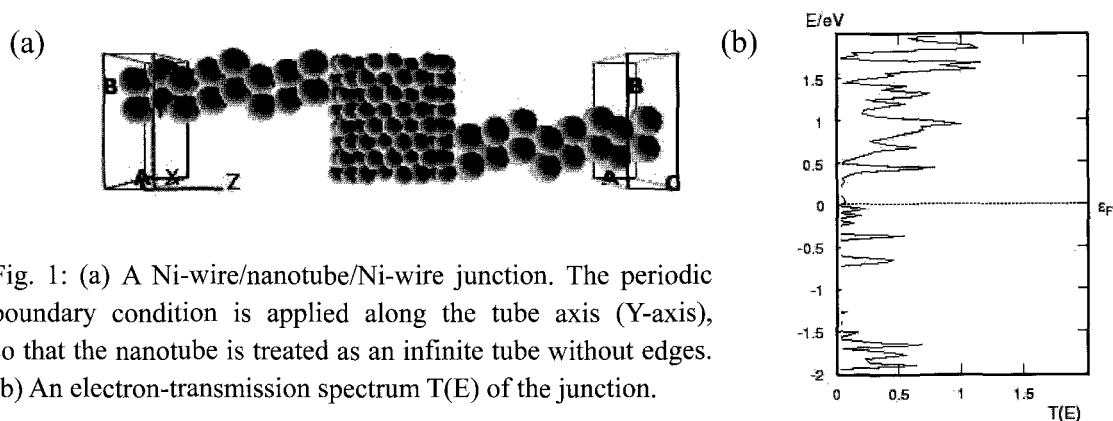 (a)
B
A
X
Z
B
A
(b)
E/eV
1.5
1
0.5
0
-0.5
-1
-1.5
-2
0
0.5
1
1.5
T(E)
εF
Fig. 1: (a) A Ni-wire/nanotube/Ni-wire junction. The periodic
boundary condition is applied along the tube axis (Y-axis),
so that the nanotube is treated as an infinite tube without edges.
(b) An electron-transmission spectrum T(E) of the junction.